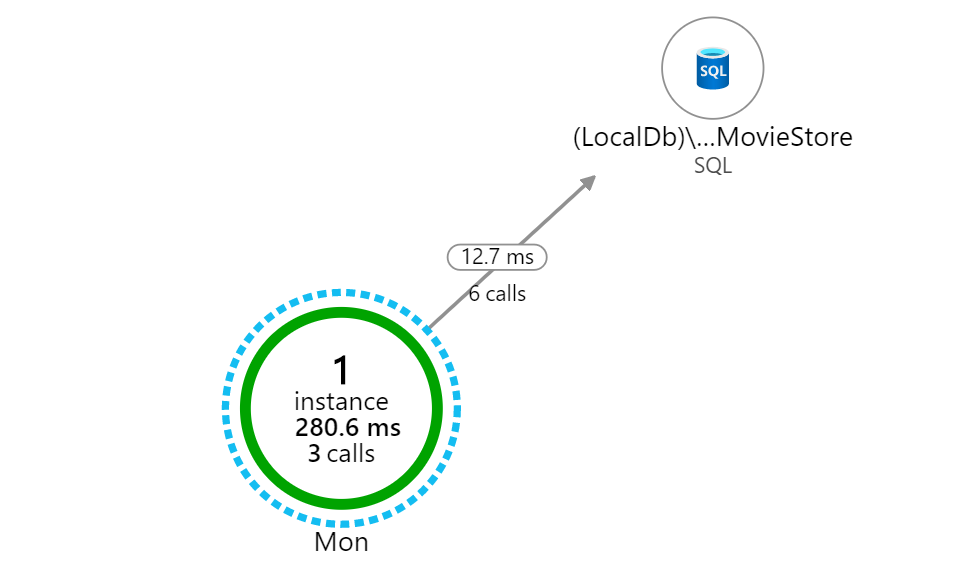 SQL
(LocalDb)\...MovieStore
SQL
12.7 ms
6 calls
1
instance
280.6 ms
3 calls
Mon